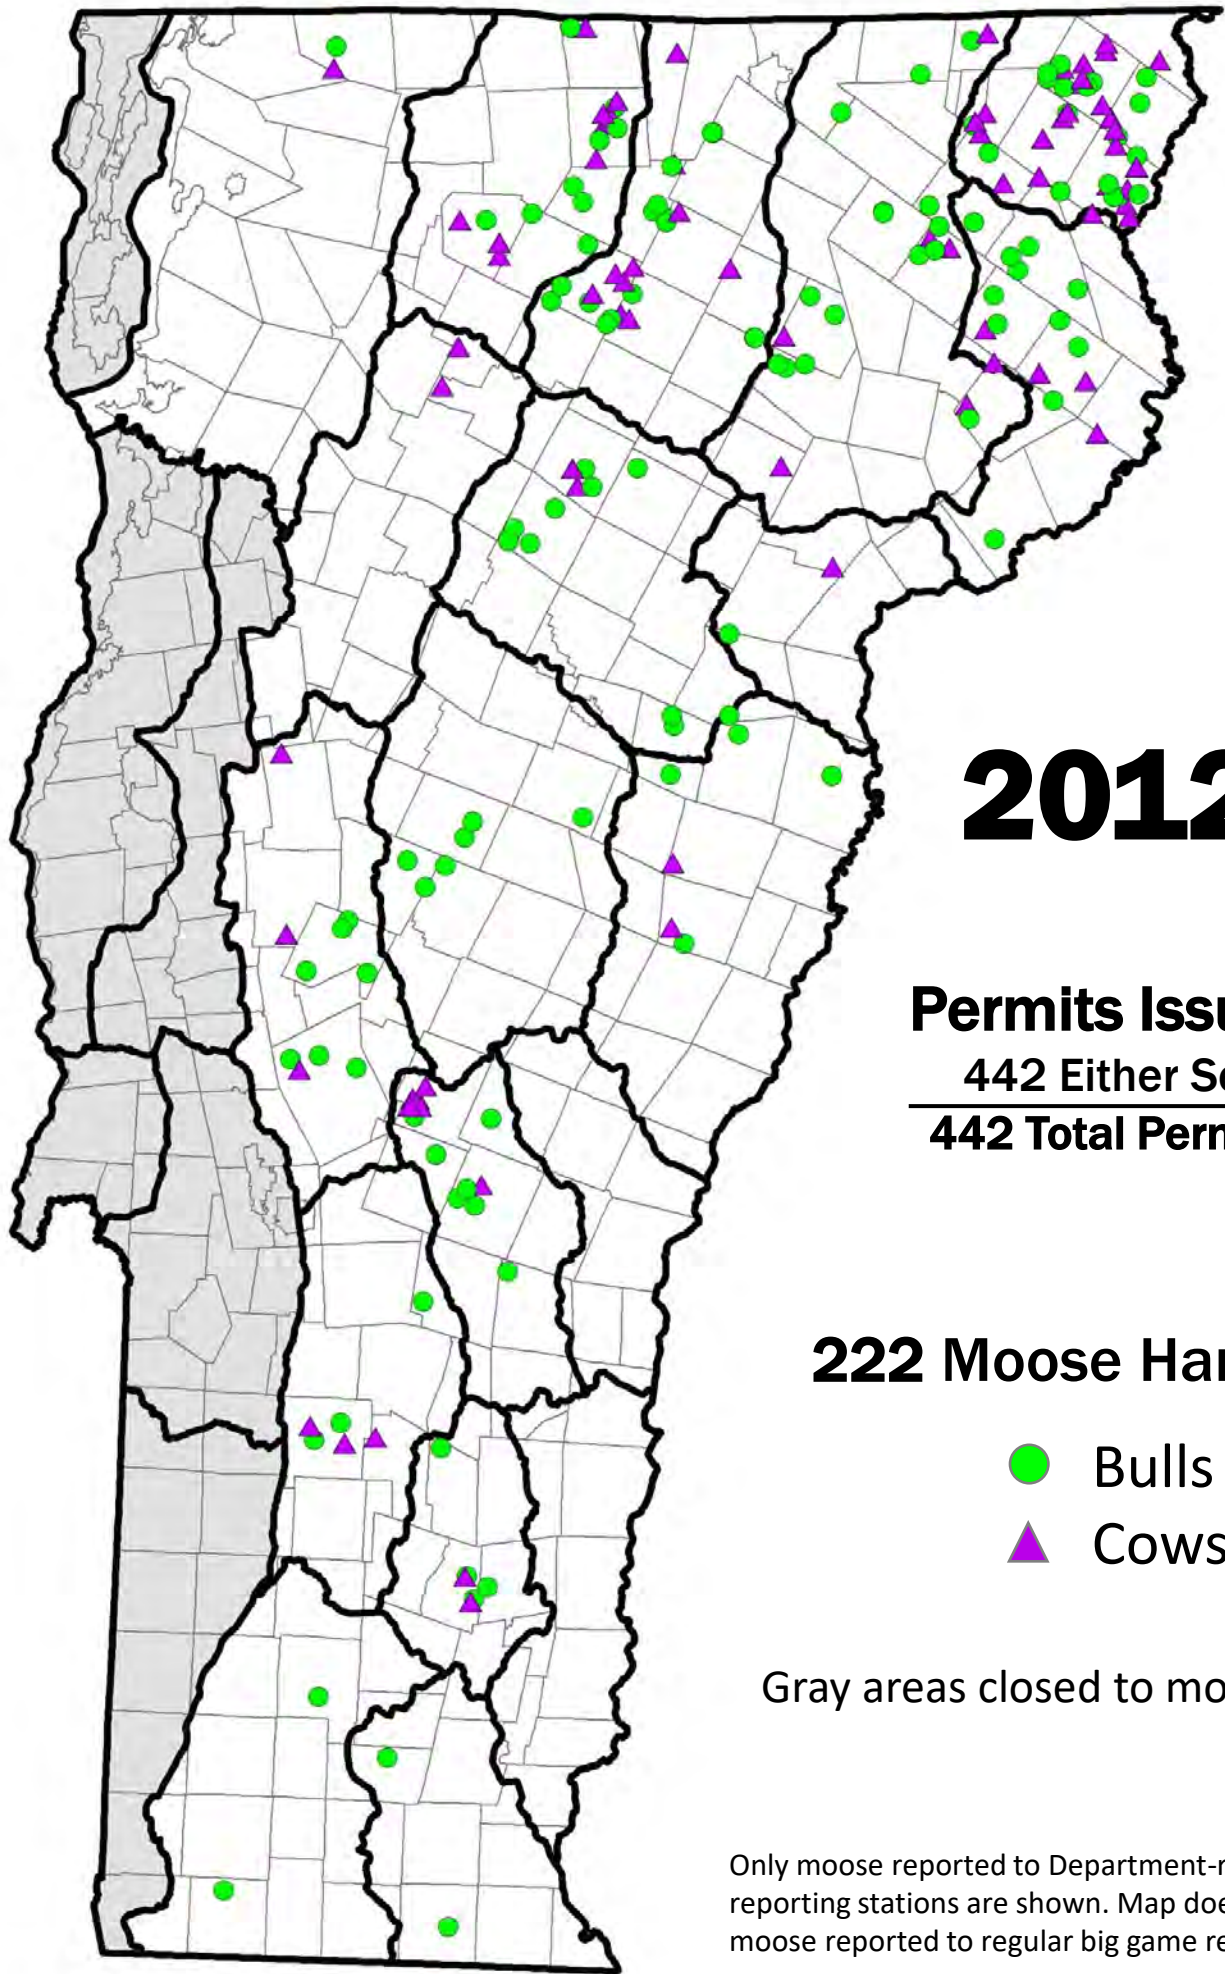 2012
Permits Issu
442 Either Se
442 Total Perm
222 Moose Har
Bulls
Cows
Gray areas closed to mo
Only moose reported to Department-r
reporting stations are shown. Map doe
moose reported to regular big game re